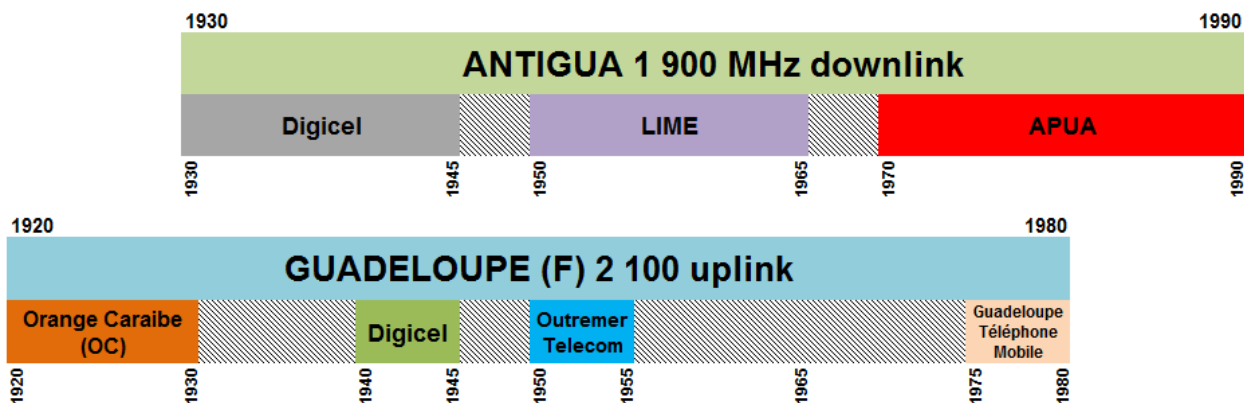 1930 1990
ANTIGUA 1 900 MHz downlink
Digicel LIME APUA
1930 1945 1950 1965 1970 1990
1920 1980
GUADELOUPE (F) 2 100 uplink
Orange Caraibe
(OC)
Digicel
Outremer
Telecom
Guadeloupe
Téléphone
Mobile
1920 1930 1940 1945 1950 1955 1965 1975 1980